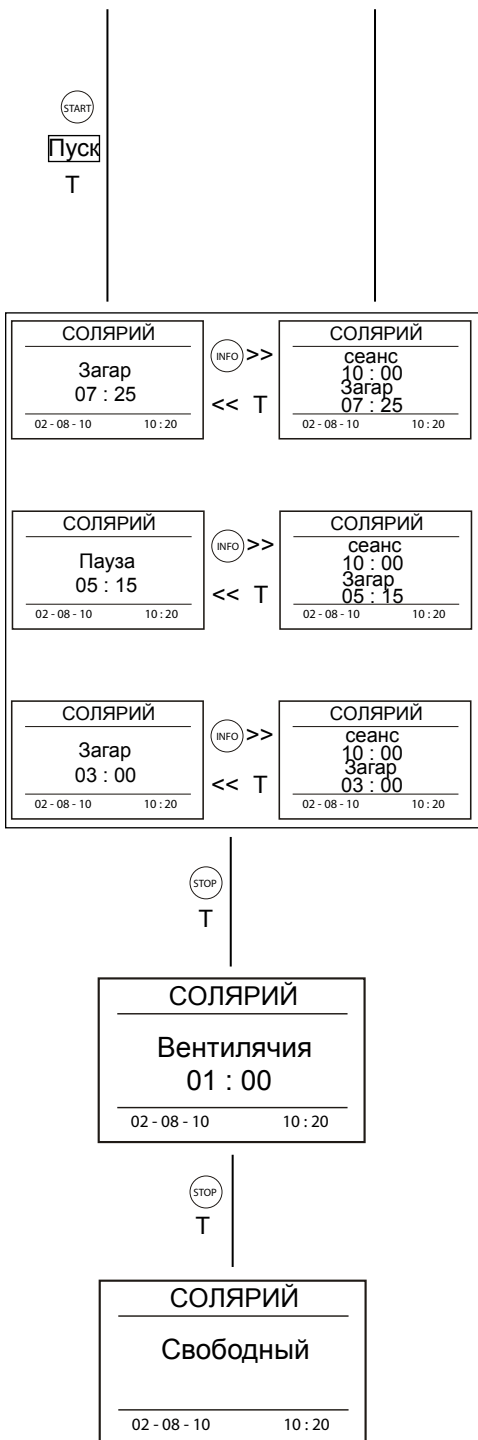 START
Пуск
T
СОЛЯРИЙ
Загар
07 : 25
02 - 08 - 10 10 : 20
INFO >>
<< T
СОЛЯРИЙ
сеанс
10 : 00
Загар
07 : 25
02 - 08 - 10 10 : 20
СОЛЯРИЙ
Пауза
05 : 15
02 - 08 - 10 10 : 20
INFO >>
<< T
СОЛЯРИЙ
сеанс
10 : 00
Загар
05 : 15
02 - 08 - 10 10 : 20
СОЛЯРИЙ
Загар
03 : 00
02 - 08 - 10 10 : 20
INFO >>
<< T
СОЛЯРИЙ
сеанс
10 : 00
Загар
03 : 00
02 - 08 - 10 10 : 20
STOP
T
СОЛЯРИЙ
Вентилячия
01 : 00
02 - 08 - 10 10 : 20
STOP
T
СОЛЯРИЙ
Свободный
02 - 08 - 10 10 : 20